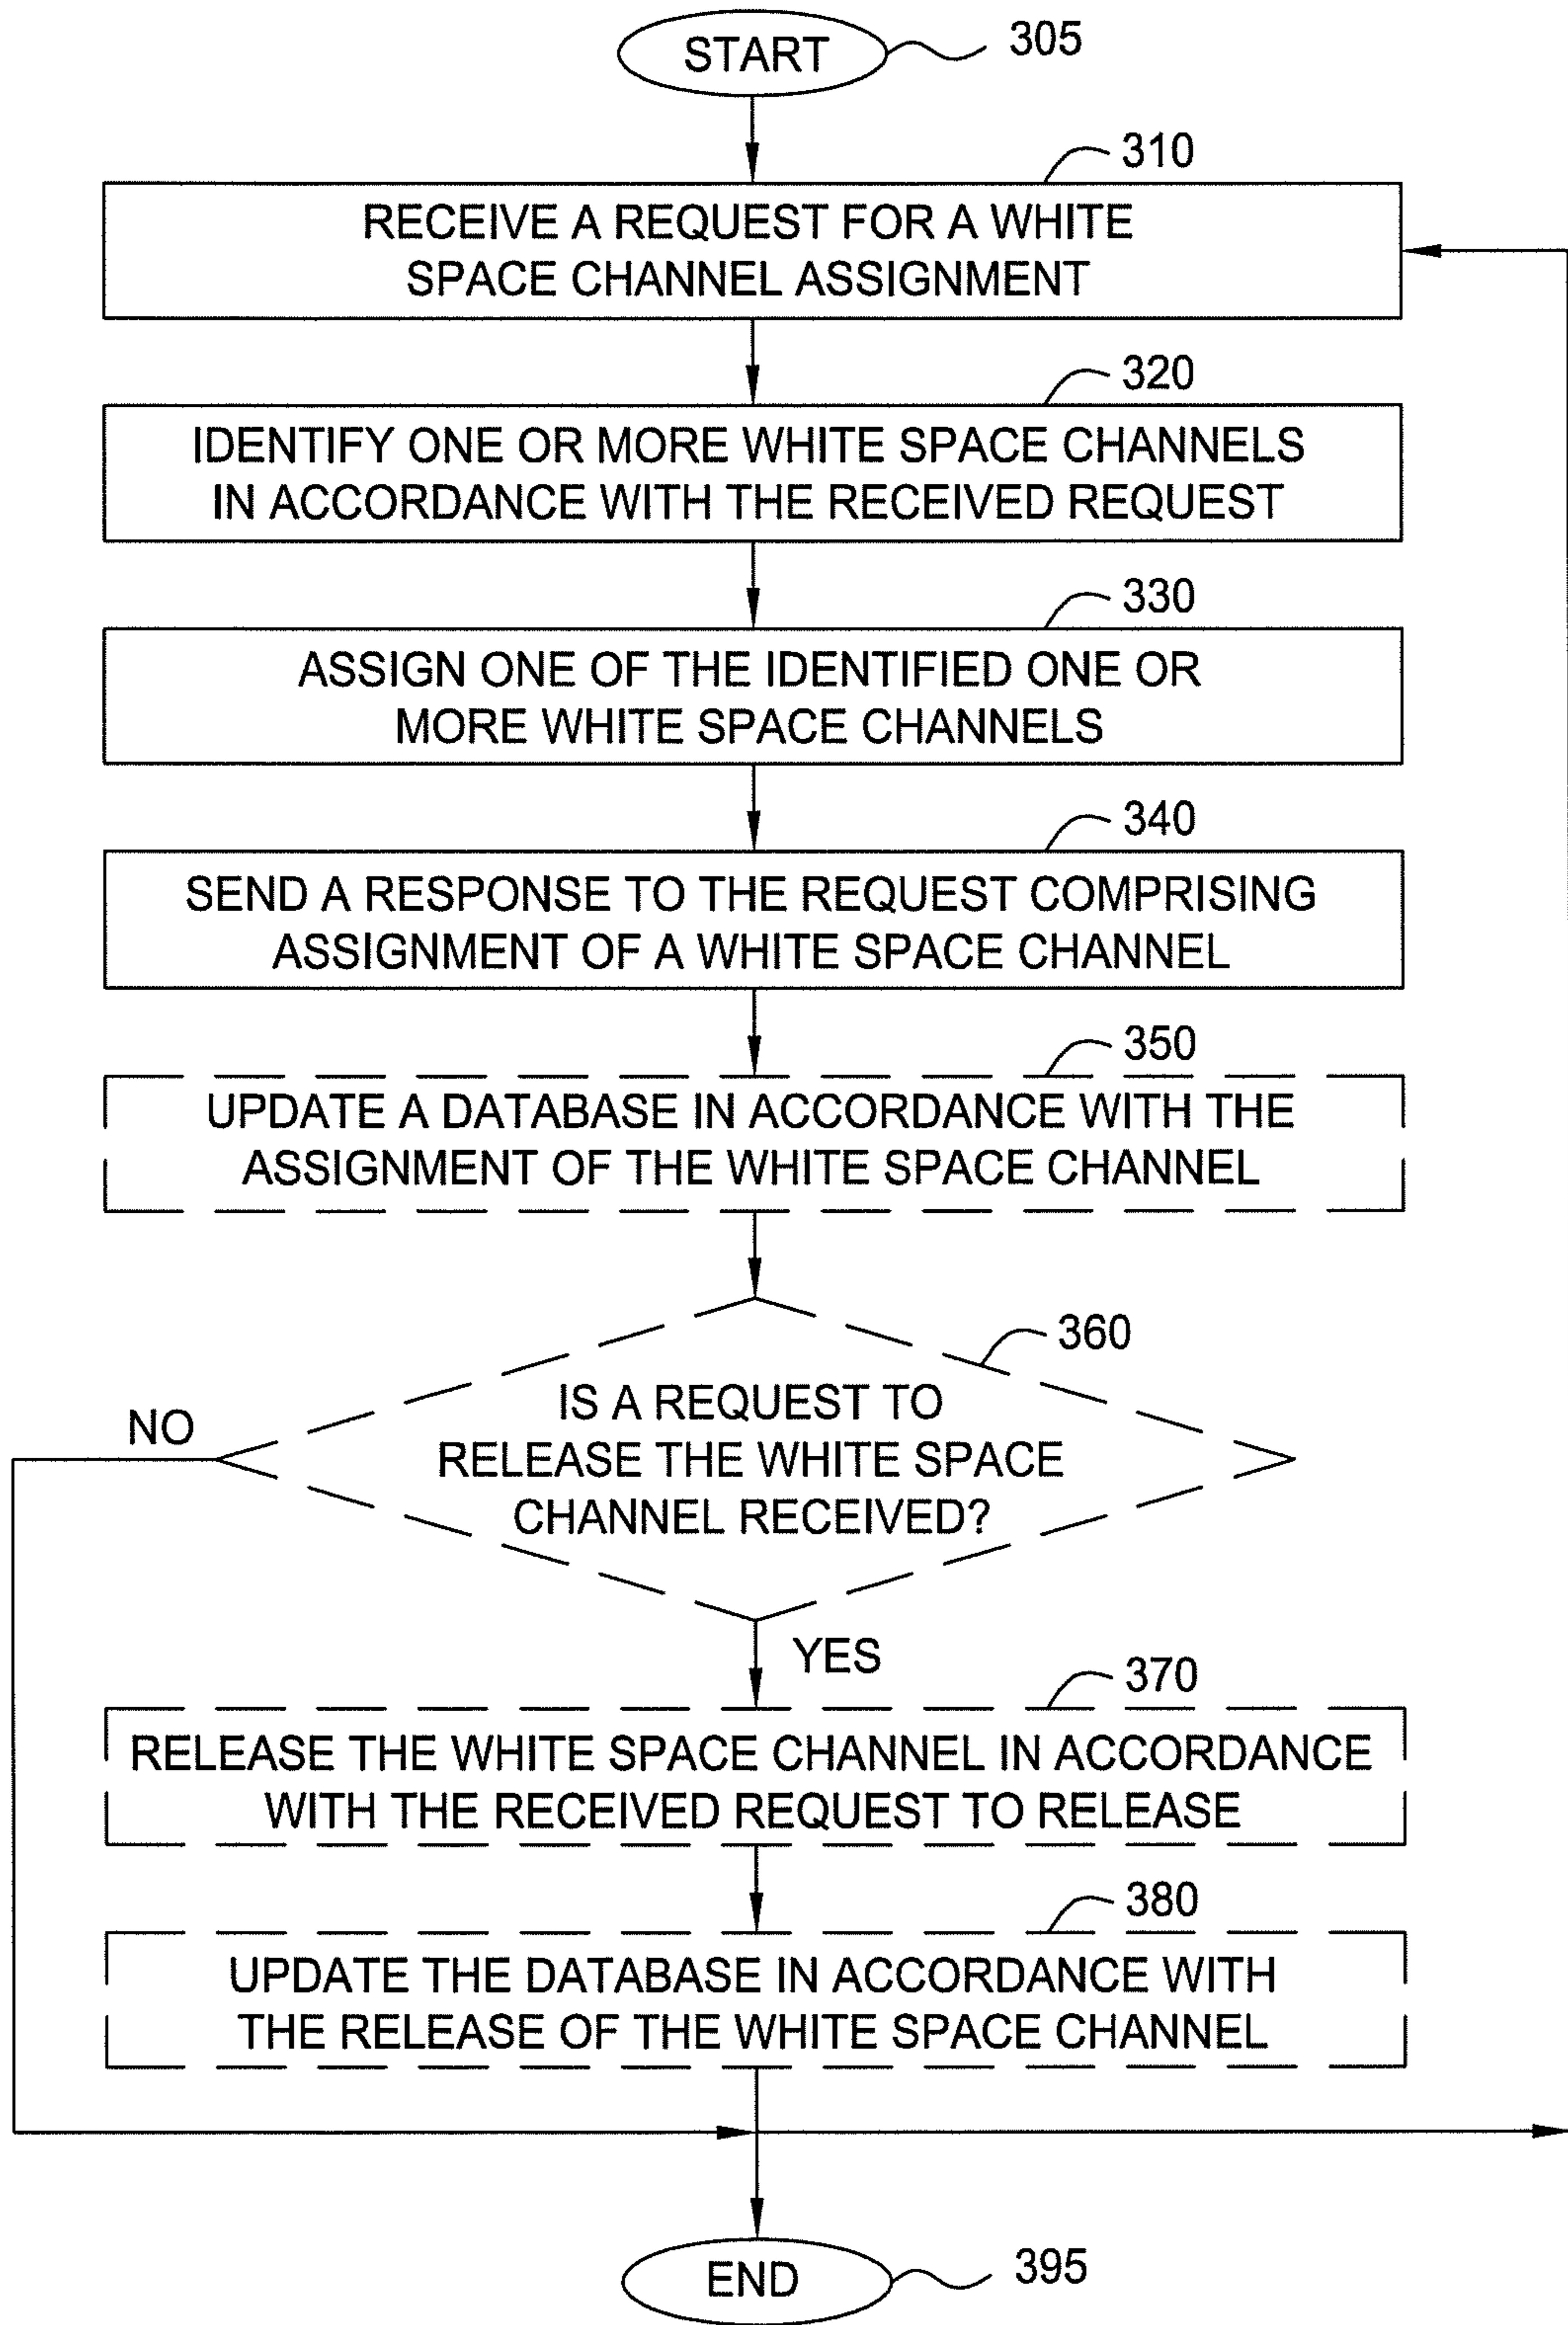 START
305
310
RECEIVE A REQUEST FOR A WHITE
SPACE CHANNEL ASSIGNMENT
320
IDENTIFY ONE OR MORE WHITE SPACE CHANNELS
IN ACCORDANCE WITH THE RECEIVED REQUEST
330
ASSIGN ONE OF THE IDENTIFIED ONE OR
MORE WHITE SPACE CHANNELS
340
SEND A RESPONSE TO THE REQUEST COMPRISING
ASSIGNMENT OF A WHITE SPACE CHANNEL
350
UPDATE A DATABASE IN ACCORDANCE WITH THE
ASSIGNMENT OF THE WHITE SPACE CHANNEL
360
IS A REQUEST TO
RELEASE THE WHITE SPACE
CHANNEL RECEIVED?
NO
YES
370
RELEASE THE WHITE SPACE CHANNEL IN ACCORDANCE
WITH THE RECEIVED REQUEST TO RELEASE
380
UPDATE THE DATABASE IN ACCORDANCE WITH
THE RELEASE OF THE WHITE SPACE CHANNEL
END
395